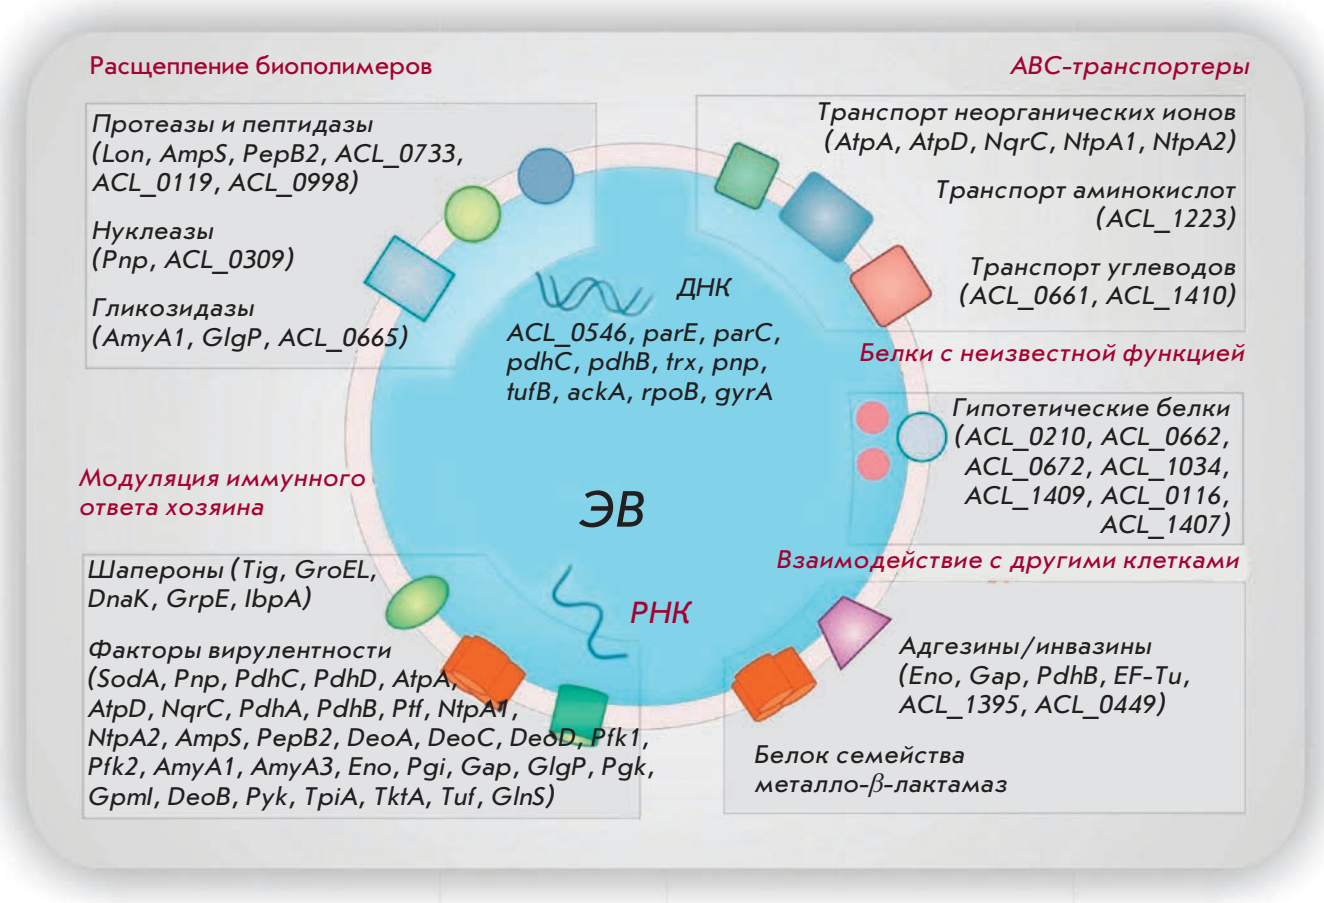 Расщепление биополимеров
Протеазы и пептидазы
(Lon, AmpS, PepB2, ACL_0733,
ACL_0119, ACL_0998)
Нуклеазы
(Pnp, ACL_0309)
Гликозидазы
(AmyA1, GlgP, ACL_0665)
АВС-транспортеры
Транспорт неорганических ионов
(AtpA, AtpD, NqrC, NtpA1, NtpA2)
Транспорт аминокислот
(ACL_1223)
Транспорт углеводов
(ACL_0661, ACL_1410)
ДНК
ACL_0546, parE, parC,
pdhC, pdhB, trx, pnp,
tufB, ackA, rpoB, gyrA
Белки с неизвестной функцией
Гипотетические белки
(ACL_0210, ACL_0662,
ACL_0672, ACL_1034,
ACL_1409, ACL_0116,
ACL_1407)
Модуляция иммунного
ответа хозяина
ЭВ
Шапероны (Tig, GroEL,
DnaK, GrpE, IbpA)
Факторы вирулентности
(SodA, Pnp, PdhC, PdhD, AtpA,
AtpD, NqrC, PdhA, PdhB, Ptf, NtpA1,
NtpA2, AmpS, PepB2, DeoA, DeoC, DeoD, Pfk1,
Pfk2, AmyA1, AmyA3, Eno, Pgi, Gap, GlgP, Pgk,
GpmI, DeoB, Pyk, TpiA, TktA, Tuf, GlnS)
РНК
Взаимодействие с другими клетками
Адгезины/инвазины
(Eno, Gap, PdhB, EF-Tu,
ACL_1395, ACL_0449)
Белок семейства
металло-β-лактамаз